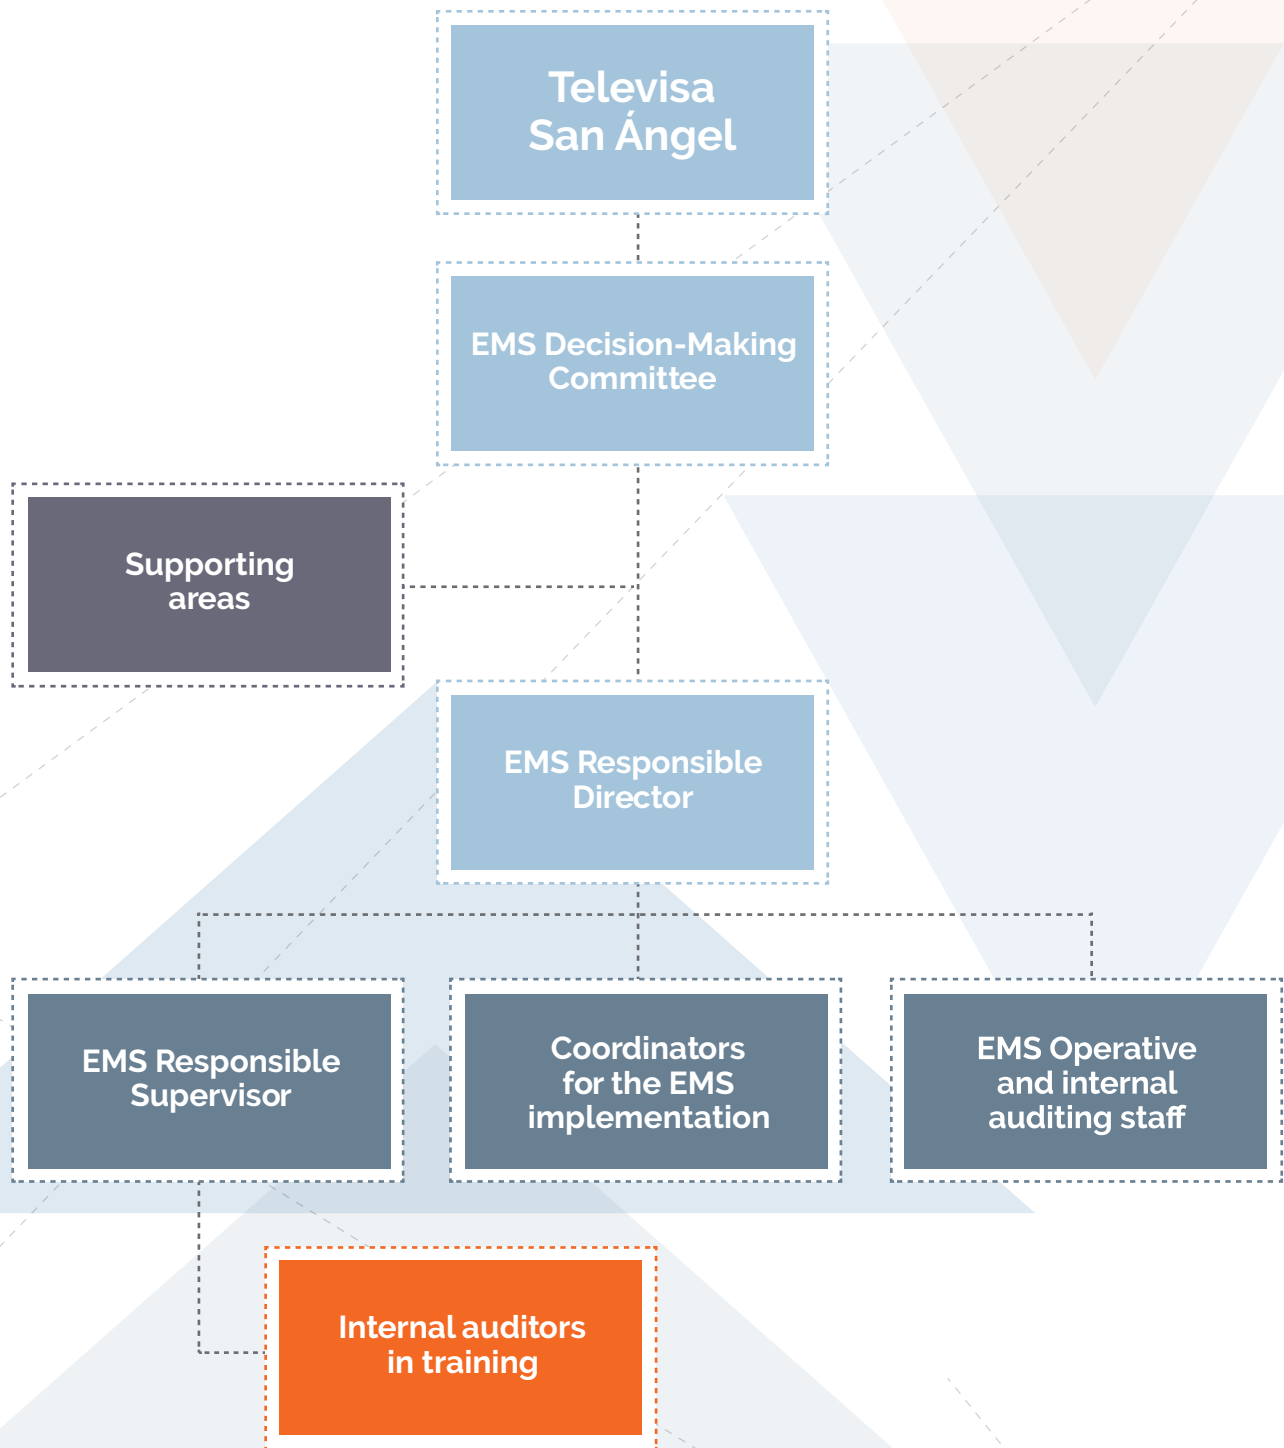 Televisa
San Ángel
EMS Decision-Making
Committee
Supporting
areas
EMS Responsible
Director
EMS Responsible
Supervisor
Coordinators
for the EMS
implementation
EMS Operative
and internal
auditing staff
Internal auditors
in training